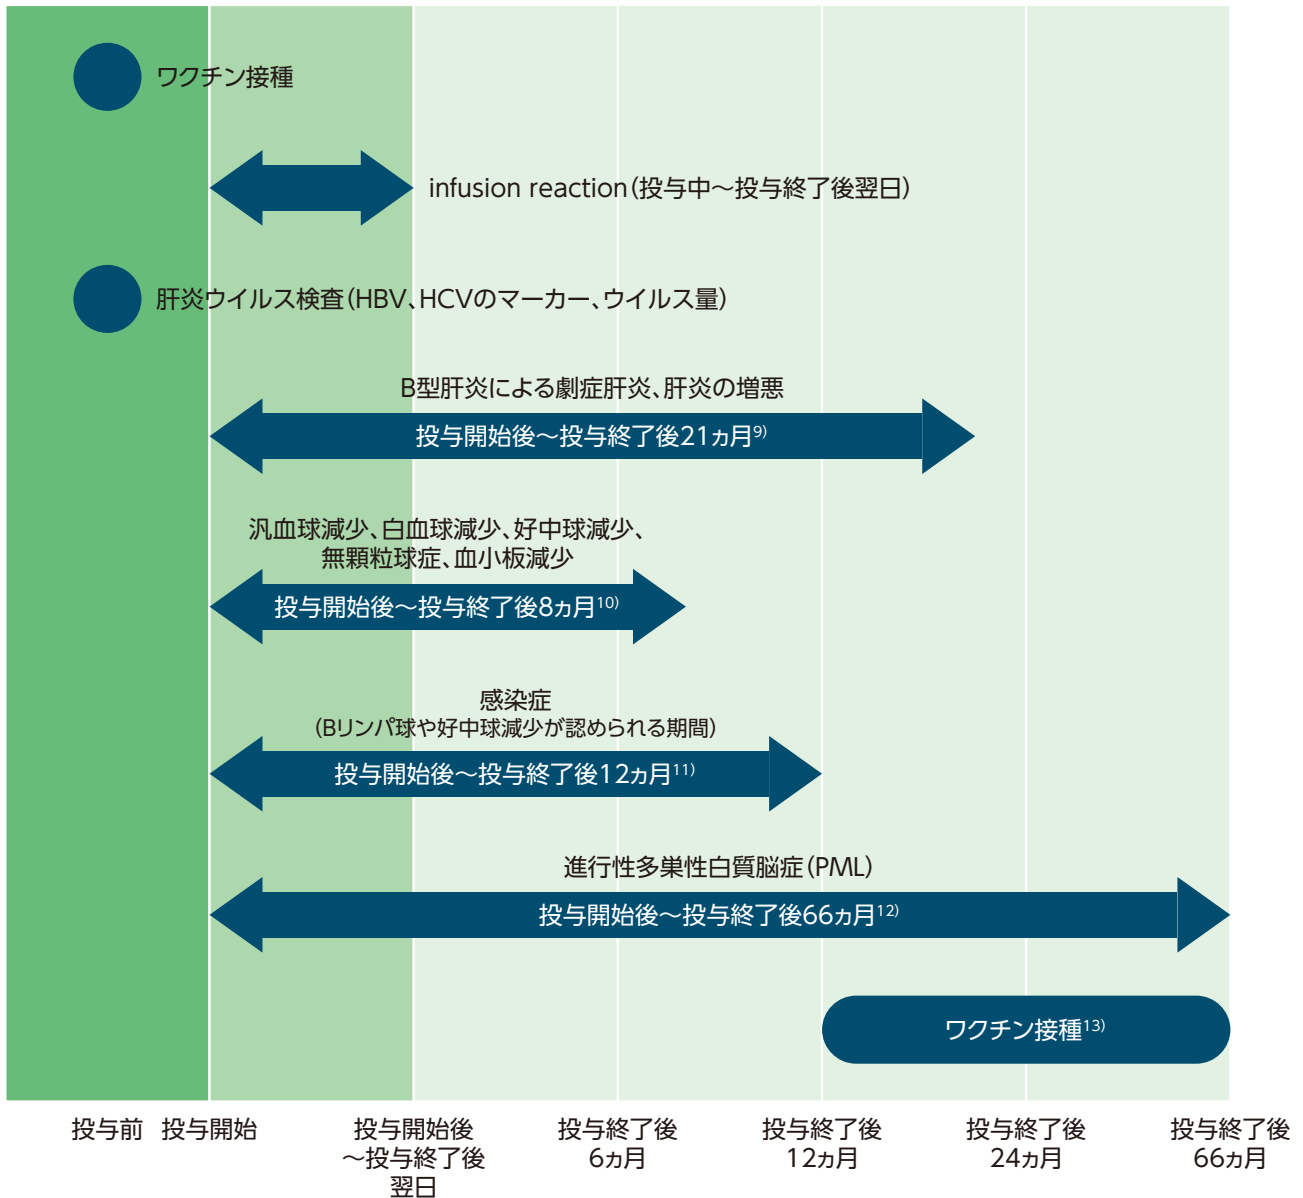 ワクチン接種
infusion reaction（投与中～投与終了後翌日）
肝炎ウイルス検査（HBV、HCVのマーカー、ウイルス量）
B型肝炎による劇症肝炎、肝炎の増悪
投与開始後～投与終了後21ヵ月9)
汎血球減少、白血球減少、好中球減少、
無顆粒球症、血小板減少
投与開始後～投与終了後8ヵ月10)
感染症
（Bリンパ球や好中球減少が認められる期間）
投与開始後～投与終了後12ヵ月11)
進行性多巣性白質脳症（PML）
投与開始後～投与終了後66ヵ月12)
ワクチン接種13)
投与前
投与開始
投与開始後
～投与終了後
翌日
投与終了後
6ヵ月
投与終了後
12ヵ月
投与終了後
24ヵ月
投与終了後
66ヵ月